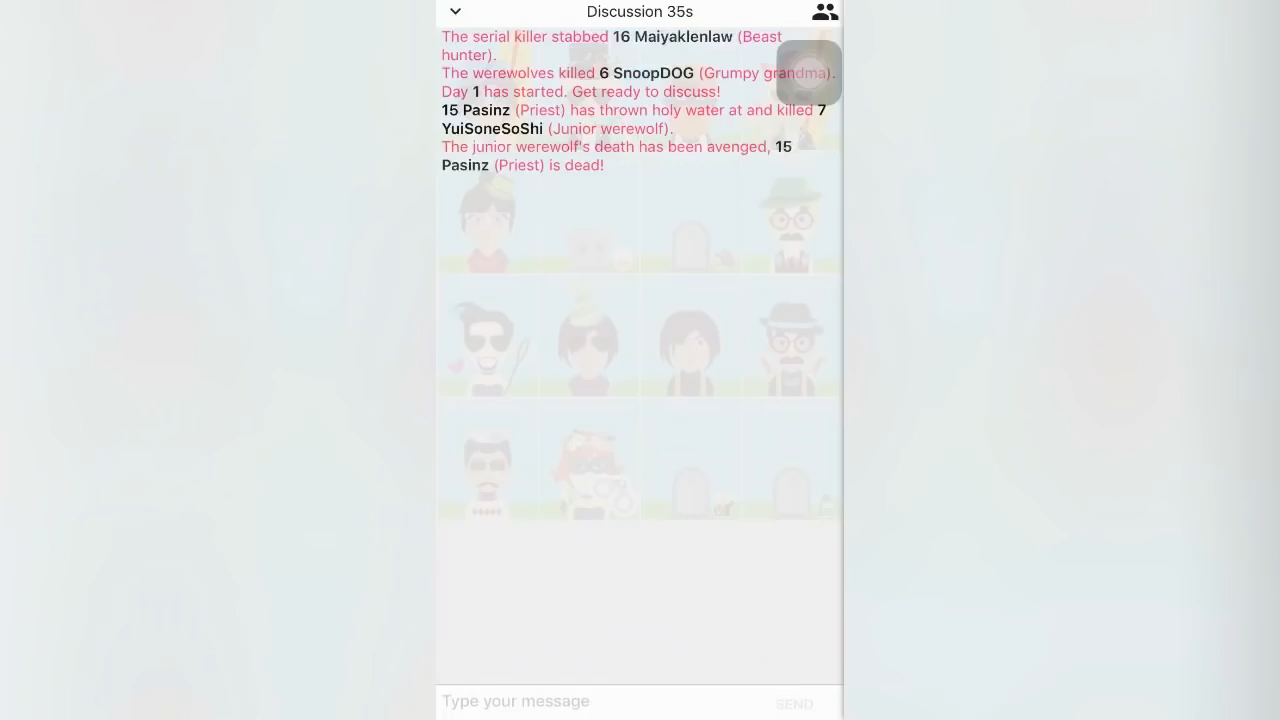 Discussion 35s
The serial killer stabbed 16 Maiyaklenlaw (Beast
hunter).
The werewolves killed 6 SnoopDOG (Grumpy grandma).
Day 1 has started. Get ready to discuss!
15 Pasinz (Priest) has thrown holy water at and killed 7
YuiSoneSoShi (Junior werewolf).
The junior werewolf's death has been avenged, 15
Pasinz (Priest) is dead!
Type your message
SEND